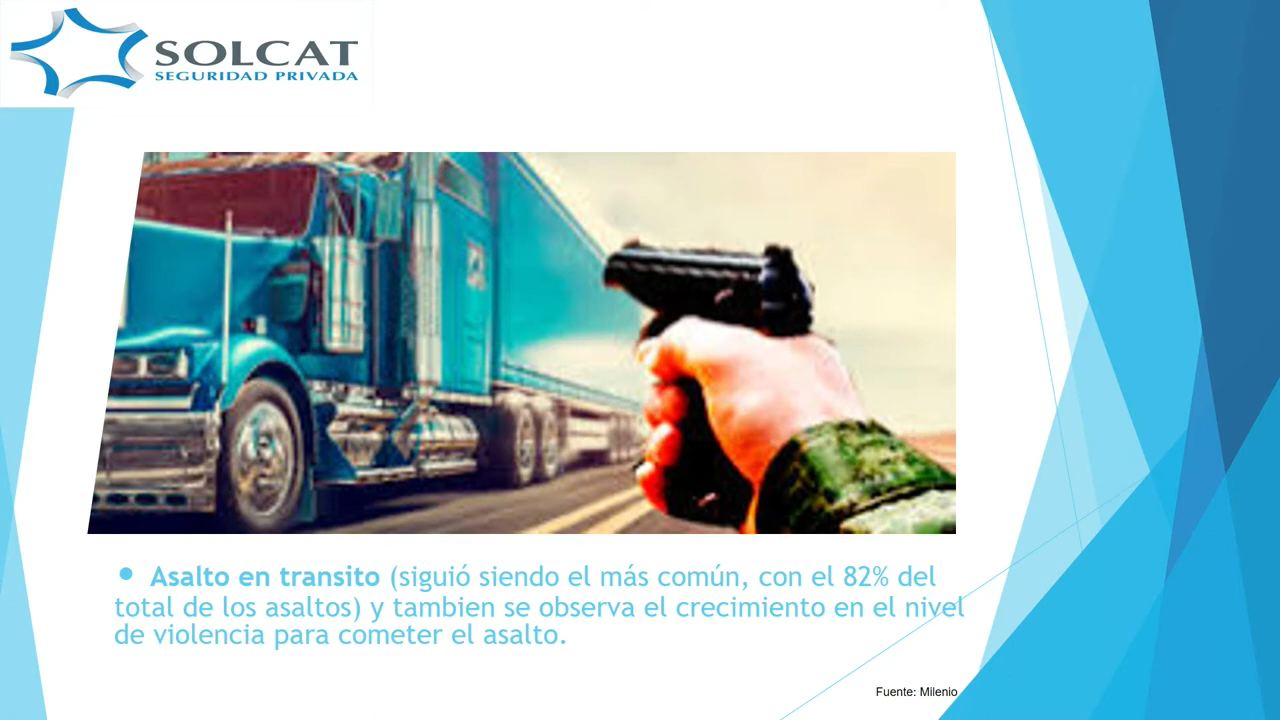 SOLCAT
SEGURIDAD PRIVADA
• Asalto en transito (siguió siendo el más común, con el 82% del
total de los asaltos) y tambien se observa el crecimiento en el nivel
de violencia para cometer el asalto.
Fuente: Milenio